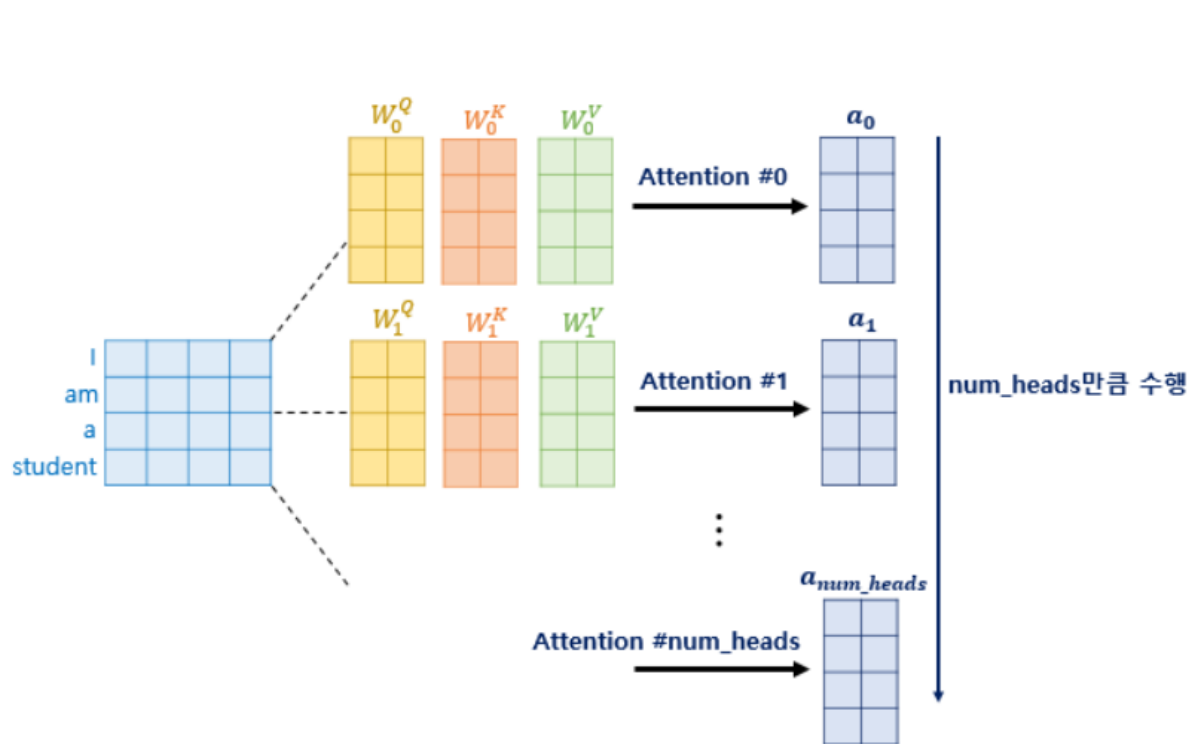 W_0^Q W_0^K W_0^V
a_0
Attention #0
W_1^Q W_1^K W_1^V
a_1
I
am
a
student
Attention #1
num_heads만큼 수행
⋮
a_num_heads
Attention #num_heads